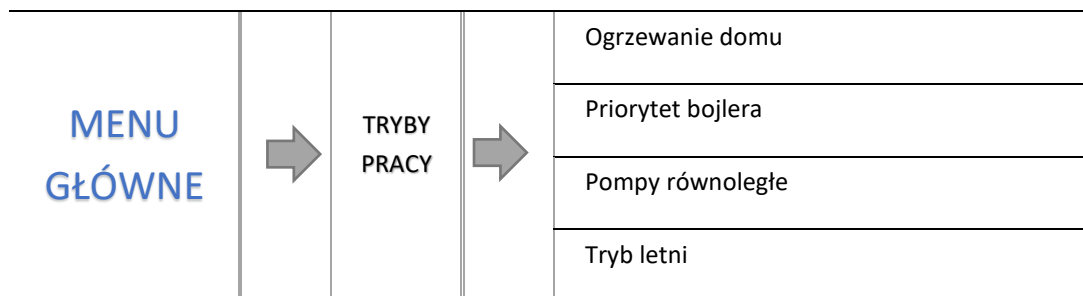 MENU
GŁÓWNE
TRYBY
PRACY
Ogrzewanie domu
Priorytet bojlera
Pompy równoległe
Tryb letni